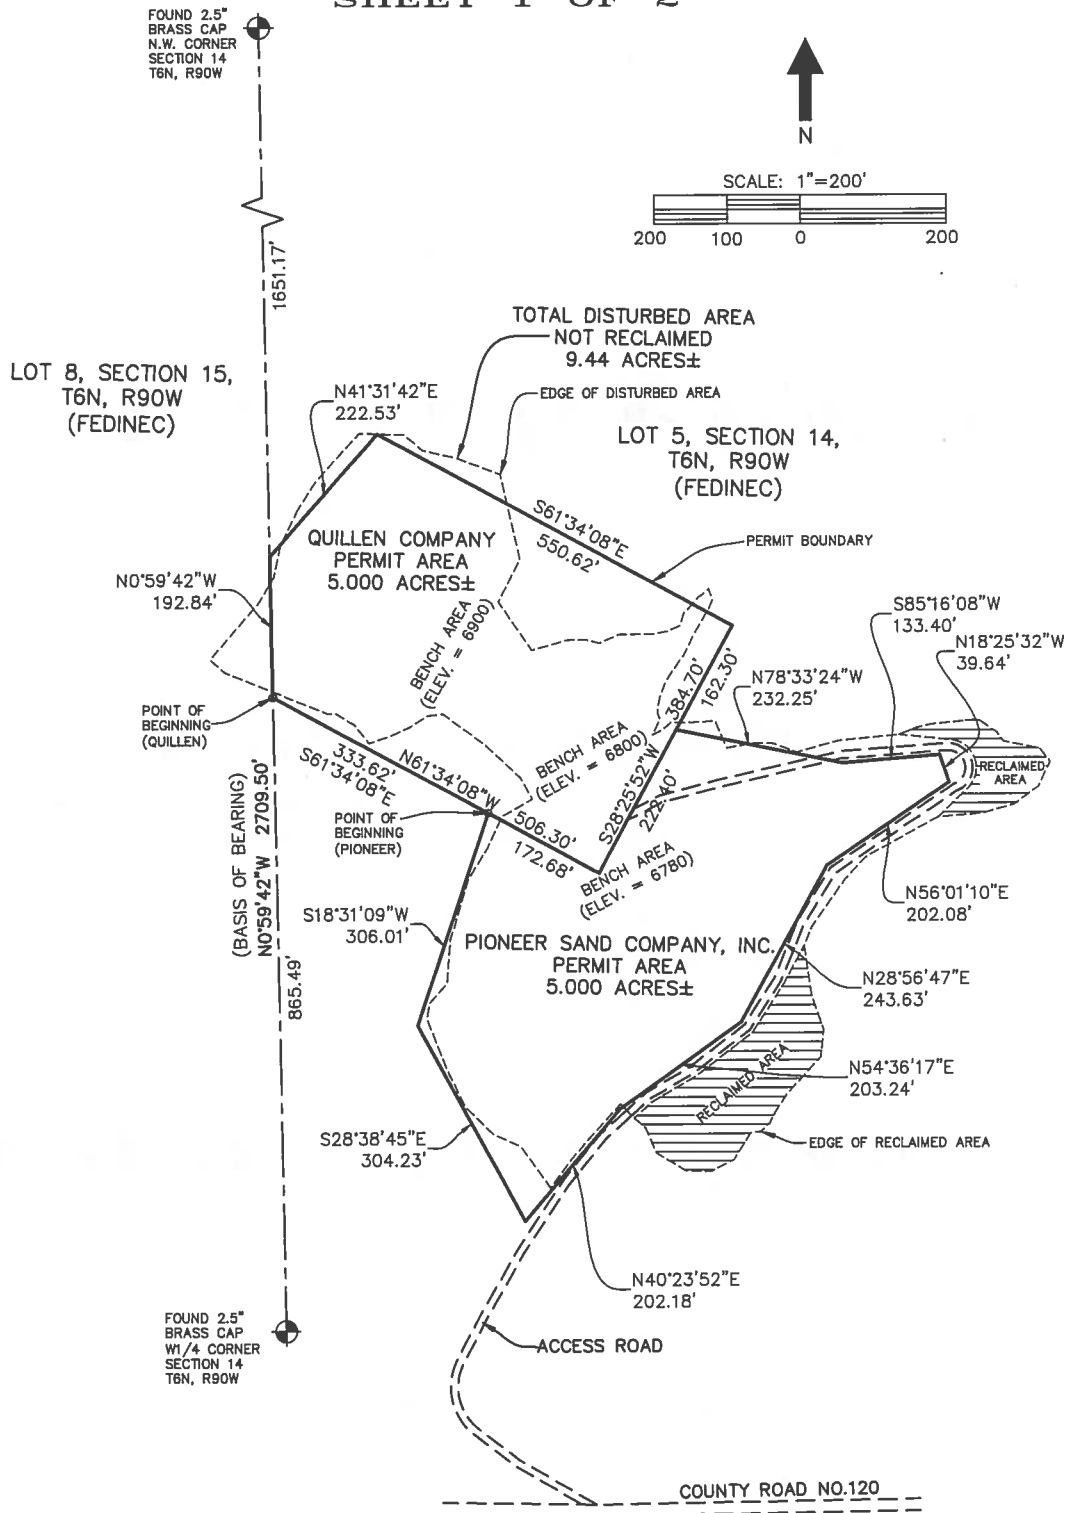 SHEET 1 OF 2
FOUND 2.5"
BRASS CAP
N.W. CORNER
SECTION 14
T6N, R90W
N
SCALE: 1"=200'
200 100 0 200
1651.17'
TOTAL DISTURBED AREA
NOT RECLAIMED
9.44 ACRES±
EDGE OF DISTURBED AREA
LOT 8, SECTION 15,
T6N, R90W
(FEDINEC)
N41°31'42"E
222.53'
LOT 5, SECTION 14,
T6N, R90W
(FEDINEC)
S61°34'08"E
550.62'
QUILLEN COMPANY
PERMIT AREA
5.000 ACRES±
PERMIT BOUNDARY
N0°59'42"W
192.84'
S85°16'08"W
133.40'
N18°25'32"W
39.64'
BENCH AREA
(ELEV. = 6900)
384.70'
162.30'
N78°33'24"W
232.25'
POINT OF
BEGINNING
(QUILLEN)
BENCH AREA
(ELEV. = 6800)
S28°25'52"W
222.40'
RECLAIMED
AREA
333.62'
S61°34'08"E
N61°34'08"W
506.30'
172.68'
POINT OF
BEGINNING
(PIONEER)
(BASIS OF BEARING)
N0°59'42"W 2709.50'
BENCH AREA
(ELEV. = 6780)
N56°01'10"E
202.08'
S18°31'09"W
306.01'
PIONEER SAND COMPANY, INC.
PERMIT AREA
5.000 ACRES±
865.49'
N28°56'47"E
243.63'
RECLAIMED AREA
N54°36'17"E
203.24'
S28°38'45"E
304.23'
EDGE OF RECLAIMED AREA
N40°23'52"E
202.18'
FOUND 2.5"
BRASS CAP
W1/4 CORNER
SECTION 14
T6N, R90W
ACCESS ROAD
COUNTY ROAD NO.120